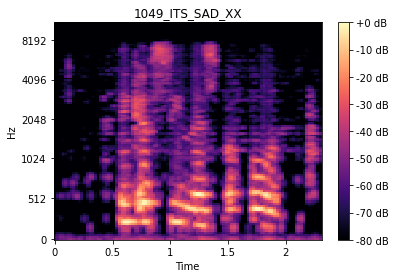 1049_ITS_SAD_XX
+0 dB
8192
-10 dB
4096
-20 dB
-30 dB
2048
Hz
-40 dB
1024
-50 dB
512
-60 dB
-70 dB
0
-80 dB
0 0.5 1 1.5 2
Time